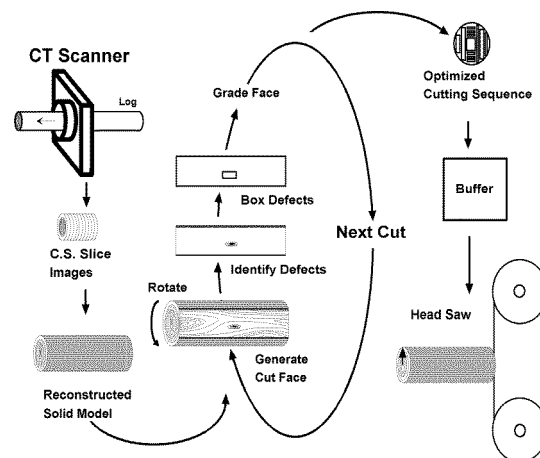 CT Scanner
Log
C.S. Slice
Images
Reconstructed
Solid Model
Rotate
Generate
Cut Face
Identify Defects
Box Defects
Grade Face
Next Cut
Optimized
Cutting Sequence
Buffer
Head Saw